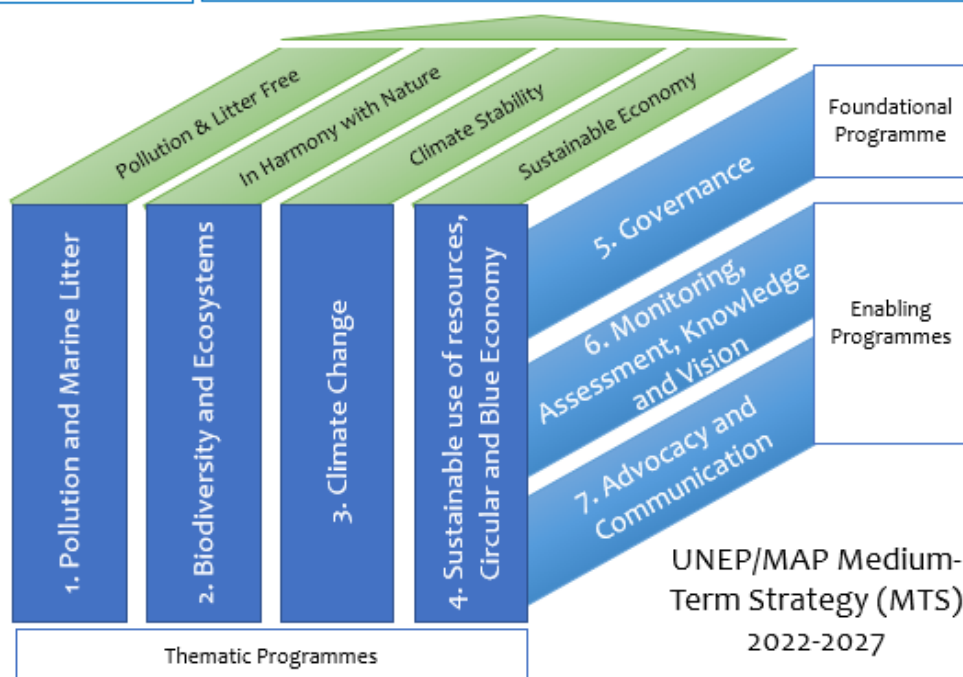 Pollution & Litter Free
In Harmony with Nature
Climate Stability
Sustainable Economy
1. Pollution and Marine Litter
2. Biodiversity and Ecosystems
3. Climate Change
4. Sustainable use of resources,
Circular and Blue Economy
5. Governance
6. Monitoring,
Assessment, Knowledge
and Vision
7. Advocacy and
Communication
Foundational
Programme
Enabling
Programmes
Thematic Programmes
UNEP/MAP Medium-
Term Strategy (MTS)
2022-2027